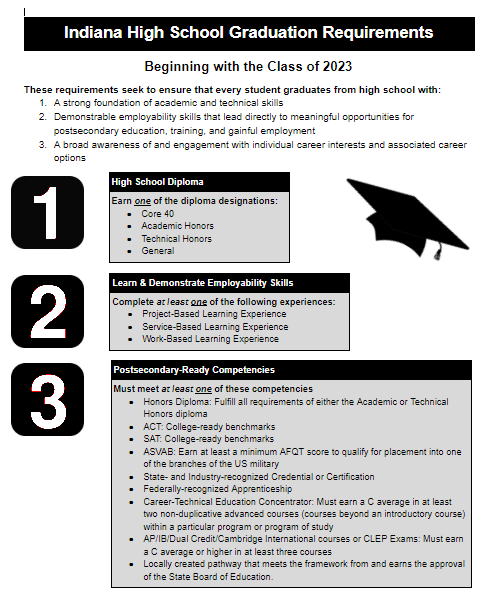 Indiana High School Graduation Requirements
Beginning with the Class of 2023
These requirements seek to ensure that every student graduates from high school with:
1. A strong foundation of academic and technical skills
2. Demonstrable employability skills that lead directly to meaningful opportunities for
postsecondary education, training, and gainful employment
3. A broad awareness of and engagement with individual career interests and associated career
options
1
High School Diploma
Earn one of the diploma designations:
• Core 40
• Academic Honors
• Technical Honors
• General
2
Learn & Demonstrate Employability Skills
Complete at least one of the following experiences:
• Project-Based Learning Experience
• Service-Based Learning Experience
• Work-Based Learning Experience
3
Postsecondary-Ready Competencies
Must meet at least one of these competencies
• Honors Diploma: Fulfill all requirements of either the Academic or Technical
Honors diploma
• ACT: College-ready benchmarks
• SAT: College-ready benchmarks
• ASVAB: Earn at least a minimum AFQT score to qualify for placement into one
of the branches of the US military
• State- and Industry-recognized Credential or Certification
• Federally-recognized Apprenticeship
• Career-Technical Education Concentrator: Must earn a C average in at least
two non-duplicative advanced courses (courses beyond an introductory course)
within a particular program or program of study
• AP/IB/Dual Credit/Cambridge International courses or CLEP Exams: Must earn
a C average or higher in at least three courses
• Locally created pathway that meets the framework from and earns the approval
of the State Board of Education.